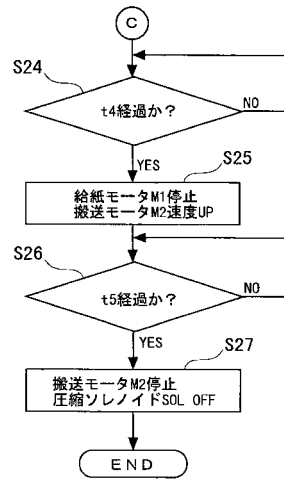 C
S24
t4経過か?
NO
YES
S25
給紙モータM1停止
搬送モータM2速度UP
S26
t5経過か?
NO
YES
S27
搬送モータM2停止
圧縮ソレノイドSOL OFF
END